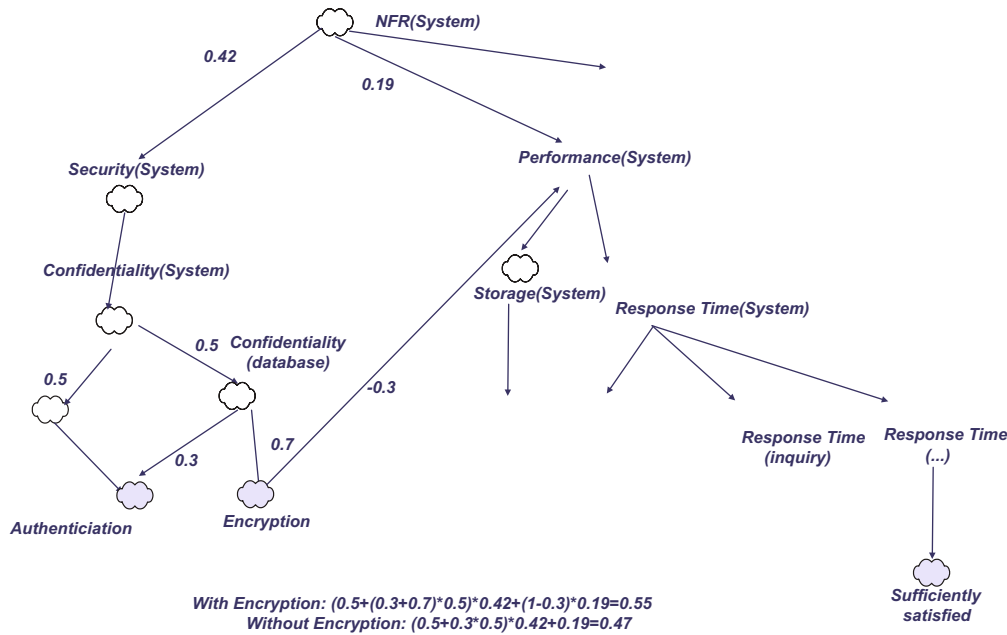 NFR(System)
0.42
0.19
Security(System)
Performance(System)
Confidentiality(System)
Storage(System)
Response Time(System)
0.5
Confidentiality
(database)
0.5
-0.3
0.7
0.3
Response Time
(inquiry)
Response Time
(...)
Authenticiation
Encryption
Sufficiently
satisfied
With Encryption: (0.5+(0.3+0.7)*0.5)*0.42+(1-0.3)*0.19=0.55
Without Encryption: (0.5+0.3*0.5)*0.42+0.19=0.47